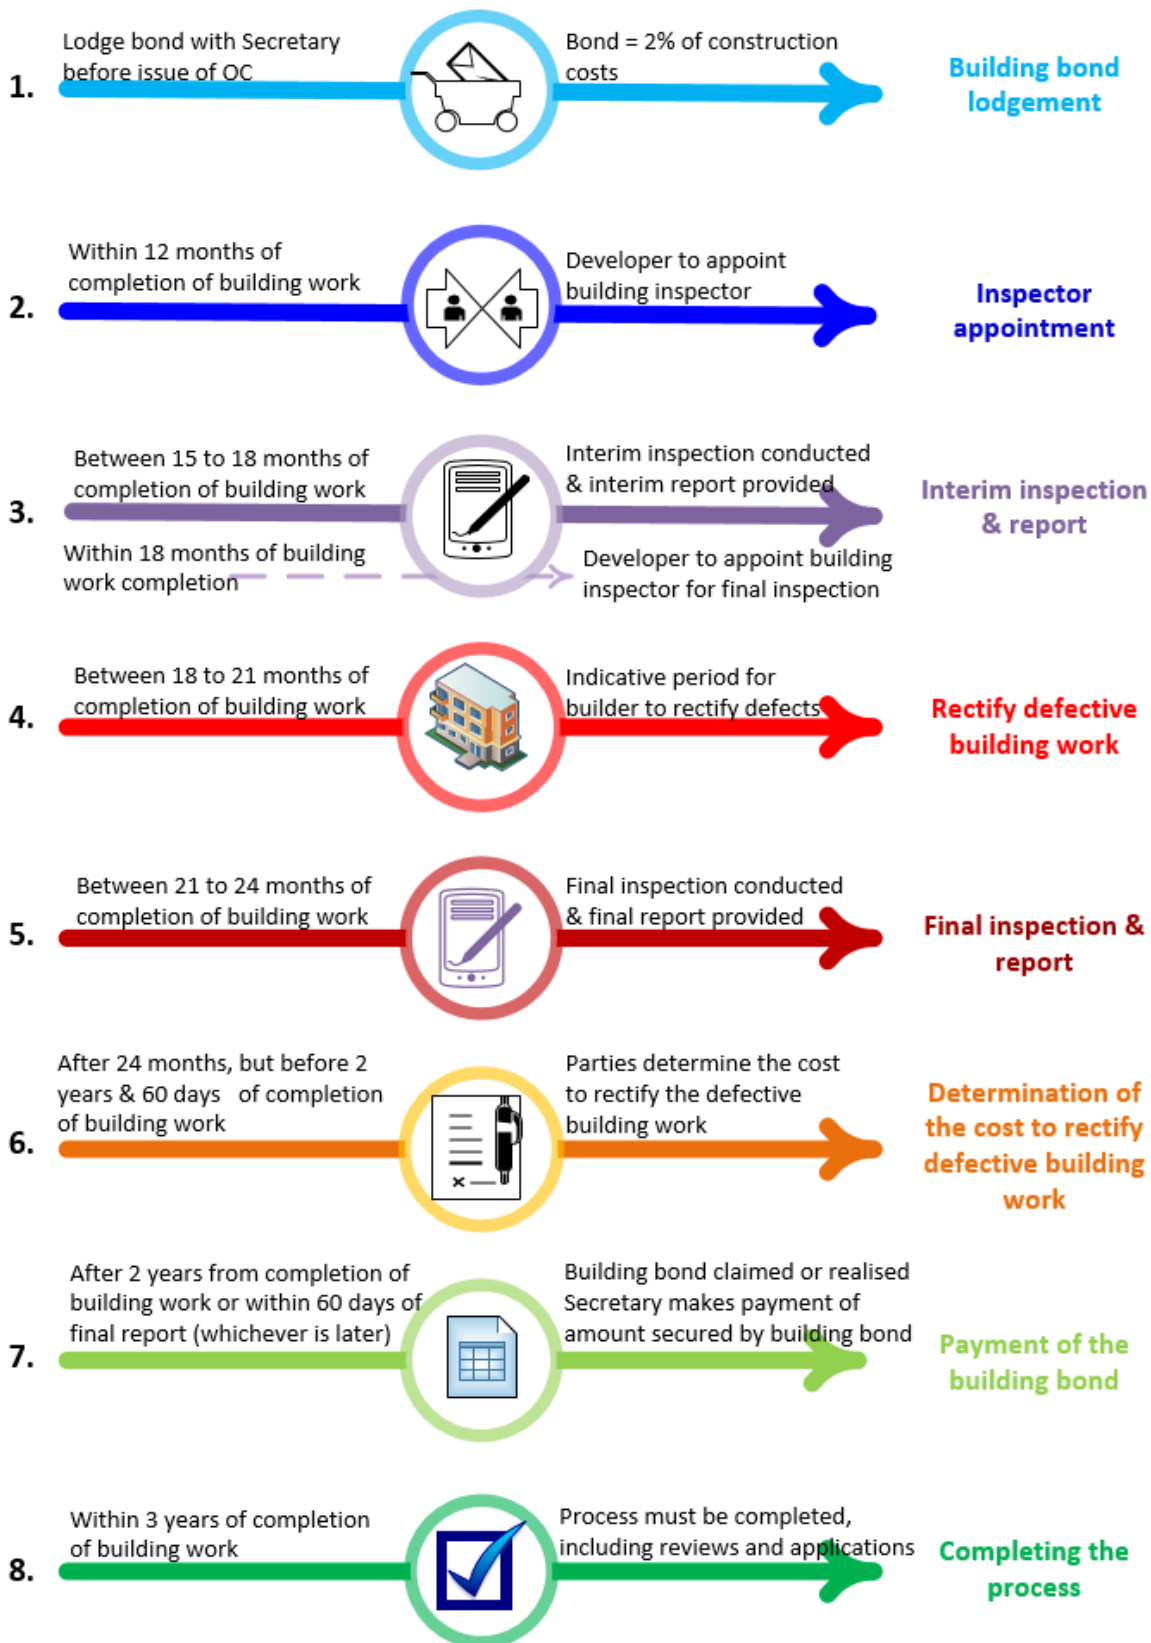 1.
Lodge bond with Secretary
before issue of OC
Bond = 2% of construction
costs
Building bond
lodgement
2.
Within 12 months of
completion of building work
Developer to appoint
building inspector
Inspector
appointment
3.
Between 15 to 18 months of
completion of building work
Interim inspection conducted
& interim report provided
Interim inspection
& report
Within 18 months of building
work completion
Developer to appoint building
inspector for final inspection
4.
Between 18 to 21 months of
completion of building work
Indicative period for
builder to rectify defects
Rectify defective
building work
5.
Between 21 to 24 months of
completion of building work
Final inspection conducted
& final report provided
Final inspection &
report
6.
After 24 months, but before 2
years & 60 days of completion
of building work
Parties determine the cost
to rectify the defective
building work
Determination of
the cost to rectify
defective building
work
7.
After 2 years from completion of
building work or within 60 days of
final report (whichever is later)
Building bond claimed or realised
Secretary makes payment of
amount secured by building bond
Payment of the
building bond
8.
Within 3 years of completion
of building work
Process must be completed,
including reviews and applications
Completing the
process